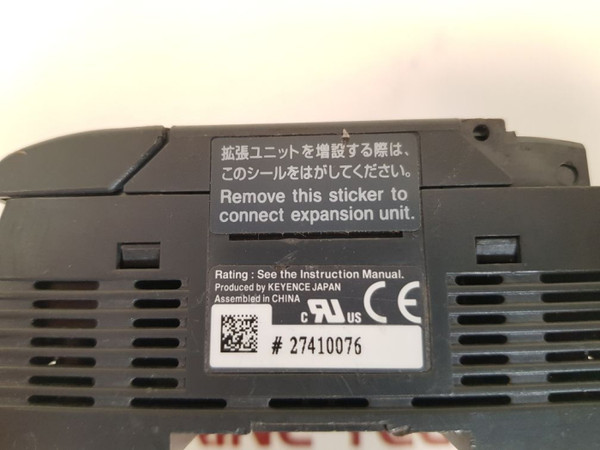 拡張ユニットを増設する際は、
このシールをはがしてください。
Remove this sticker to
connect expansion unit.
Rating : See the Instruction Manual.
Produced by KEYENCE JAPAN
Assembled in CHINA
C US CE
# 27410076